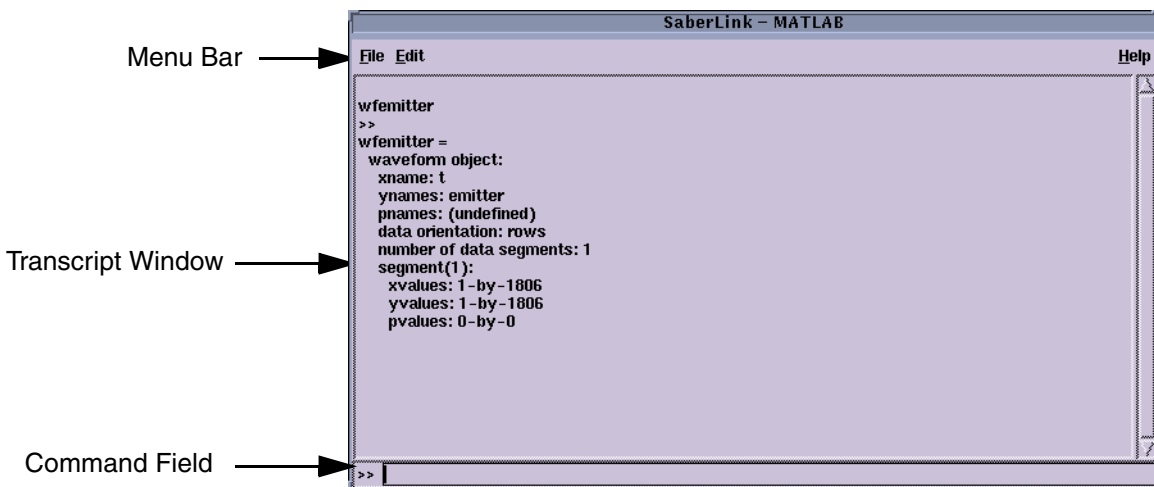 SaberLink – MATLAB
Menu Bar
File Edit Help
wfemitter
>>
wfemitter =
waveform object:
xname: t
ynames: emitter
pnames: (undefined)
data orientation: rows
number of data segments: 1
Transcript Window
segment(1):
xvalues: 1-by-1806
yvalues: 1-by-1806
pvalues: 0-by-0
Command Field
>>